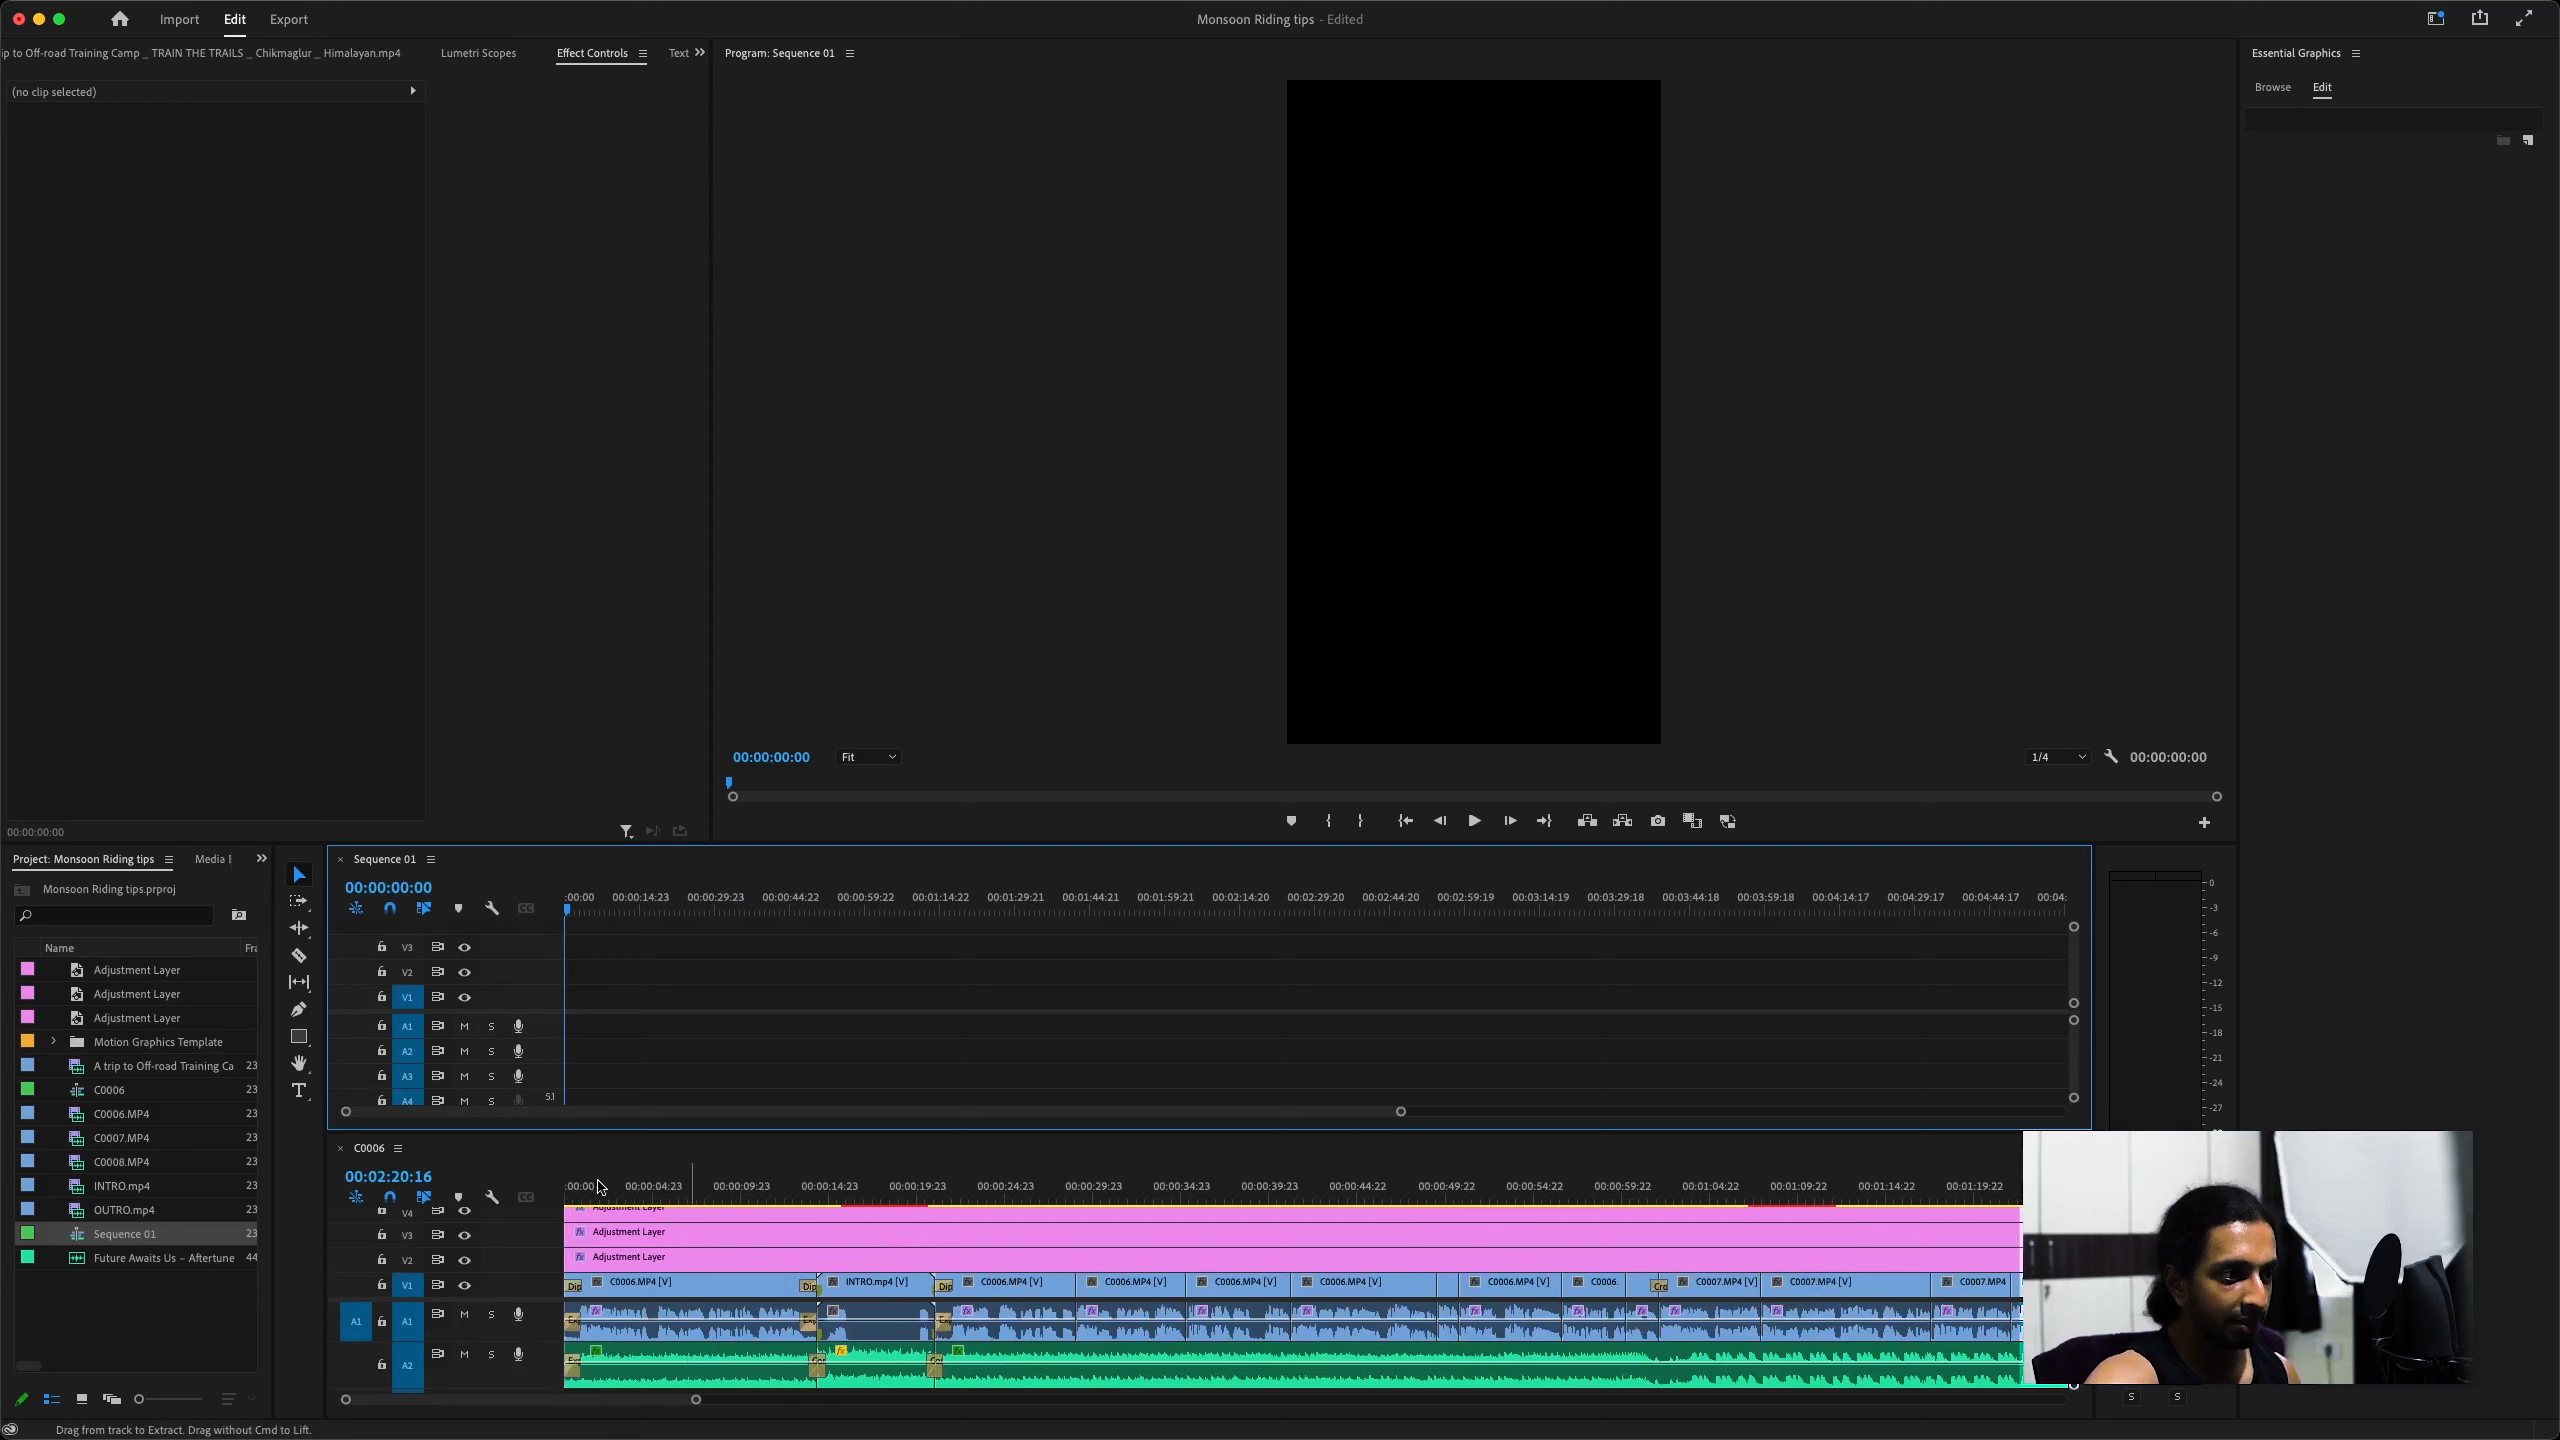 Import Edit Export
Monsoon Riding tips - Edited
ip to Off-road Training Camp _ TRAIN THE TRAILS _ Chikmaglur _ Himalayan.mp4 Lumetri Scopes Effect Controls Text
Program: Sequence 01
Essential Graphics
(no clip selected)
Browse Edit
00:00:00:00
00:00:00:00 Fit
1/4 00:00:00:00
Project: Monsoon Riding tips Media
Monsoon Riding tips.prproj
Name
Adjustment Layer
Adjustment Layer
Adjustment Layer
Motion Graphics Template
A trip to Off-road Training Ca 23
C0006 23
C0006.MP4 23
C0007.MP4 23
C0008.MP4 23
INTRO.mp4 23
OUTRO.mp4 23
Sequence 01 23
Future Awaits Us – Aftertune 44
Sequence 01
00:00:00:00
:00:00 00:00:14:23 00:00:29:23 00:00:44:22 00:00:59:22 00:01:14:22 00:01:29:21 00:01:44:21 00:01:59:21 00:02:14:20 00:02:29:20 00:02:44:20 00:02:59:19 00:03:14:19 00:03:29:18 00:03:44:18 00:03:59:18 00:04:14:17 00:04:29:17 00:04:44:17 00:04:
V3
V2
V1
A1 M S
A2 M S
A3 M S
A4 M S 5.1
0
-3
-6
-9
-12
-15
-18
-21
-24
-27
C0006
00:02:20:16
:00:00 00:00:04:23 00:00:09:23 00:00:14:23 00:00:19:23 00:00:24:23 00:00:29:23 00:00:34:23 00:00:39:23 00:00:44:22 00:00:49:22 00:00:54:22 00:00:59:22 00:01:04:22 00:01:09:22 00:01:14:22 00:01:19:22
V4 Adjustment Layer
V3 fx Adjustment Layer
V2 fx Adjustment Layer
V1 Dip C0006.MP4 [V] Dip INTRO.mp4 [V] Dip C0006.MP4 [V] C0006.MP4 [V] C0006.MP4 [V] C0006.MP4 [V] C0006.MP4 [V] C0006. Cro C0007.MP4 [V] C0007.MP4 [V] C0007.MP4
A1 A1 M S
A2 M S
S S
Drag from track to Extract. Drag without Cmd to Lift.